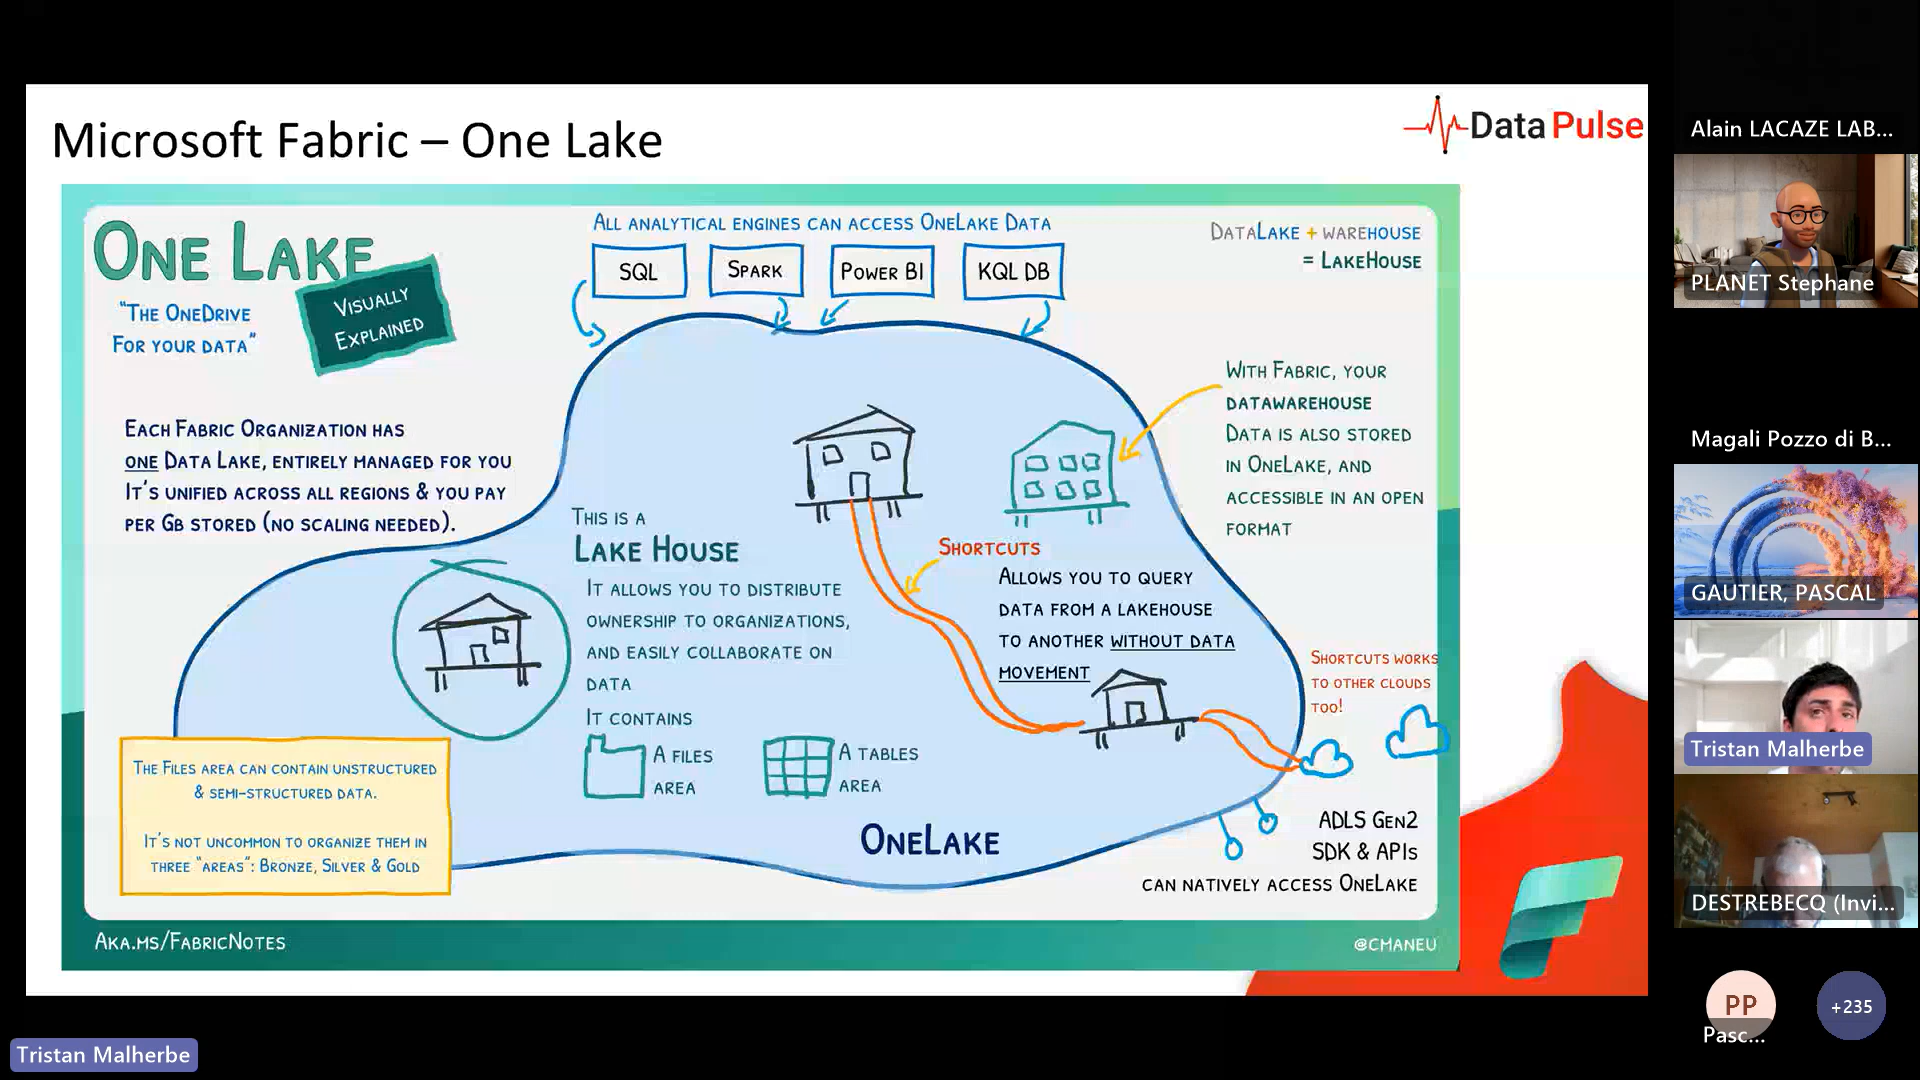 Microsoft Fabric – One Lake
Data Pulse
One Lake
Visually
Explained
"The OneDrive
For your data"
All analytical engines can access OneLake Data
SQL
Spark
Power BI
KQL DB
DataLake + warehouse
= LakeHouse
Each Fabric Organization has
one Data Lake, entirely managed for you
It's unified across all regions & you pay
per Gb stored (no scaling needed).
With Fabric, your
datawarehouse
Data is also stored
in OneLake, and
accessible in an open
format
This is a
Lake House
It allows you to distribute
ownership to organizations,
and easily collaborate on
data
It contains
A files
area
A tables
area
Shortcuts
Allows you to query
data from a lakehouse
to another without data
movement
Shortcuts works
to other clouds
too!
The Files area can contain unstructured
& semi-structured data.
It's not uncommon to organize them in
three "areas": Bronze, Silver & Gold
OneLake
ADLS Gen2
SDK & APIs
can natively access OneLake
Aka.ms/FabricNotes
@cmaneu
Alain LACAZE LAB...
PLANET Stephane
Magali Pozzo di B...
GAUTIER, PASCAL
Tristan Malherbe
DESTREBECQ (Invi...
PP
Pasc...
+235
Tristan Malherbe